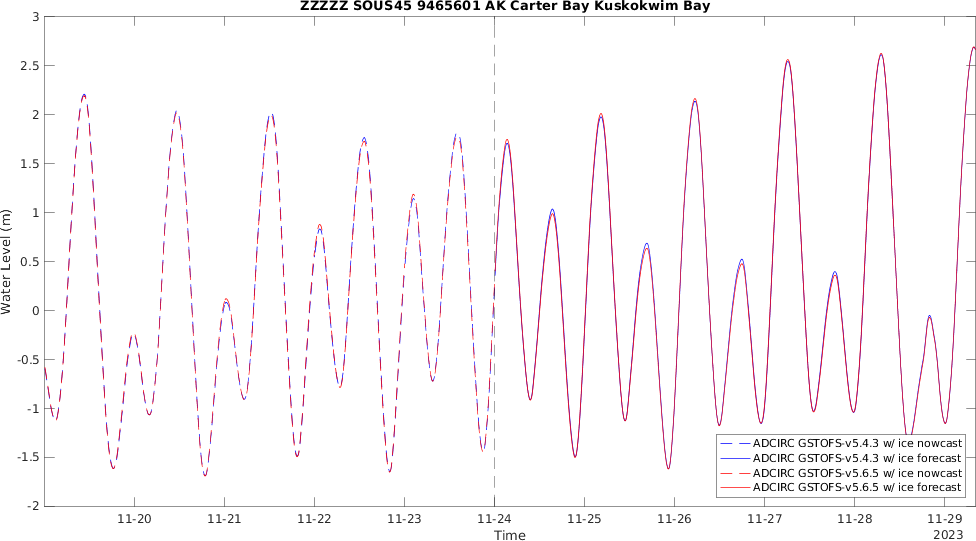 ZZZZZ SOUS45 9465601 AK Carter Bay Kuskokwim Bay
3
2.5
2
1.5
1
0.5
0
-0.5
-1
-1.5
-2
Water Level (m)
ADCIRC GSTOFS-v5.4.3 w/ ice nowcast
ADCIRC GSTOFS-v5.4.3 w/ ice forecast
ADCIRC GSTOFS-v5.6.5 w/ ice nowcast
ADCIRC GSTOFS-v5.6.5 w/ ice forecast
11-20 11-21 11-22 11-23 11-24 11-25 11-26 11-27 11-28 11-29
Time 2023